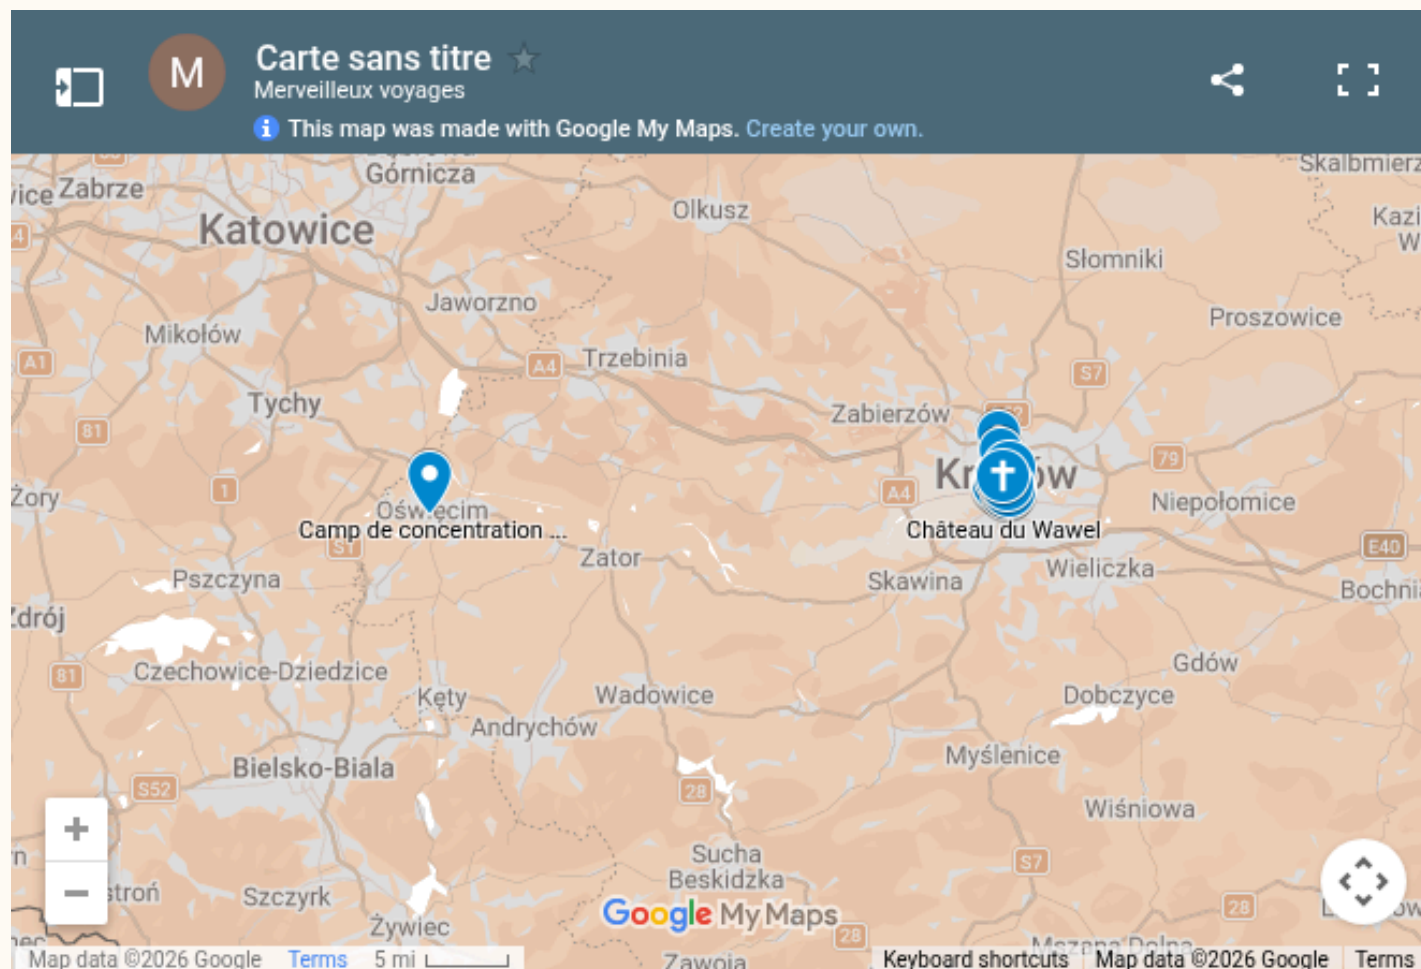 M
Carte sans titre
Merveilleux voyages
This map was made with Google My Maps. Create your own.
Górnicza
Skalbmierz
Zabrze
Katowice
Olkusz
Słomniki
Jaworzno
Proszowice
Mikołów
A1
A4
Trzebinia
S7
Tychy
Zabierzów
81
79
Żory
1
A4
Niepołomice
Oświęcim
Camp de concentration ...
Château du Wawel
S1
Zator
E40
Pszczyna
Skawina
Wieliczka
Bochnia
Zdrój
81
Czechowice-Dziedzice
Gdów
Kęty
Wadowice
Dobczyce
Andrychów
Myślenice
Bielsko-Biala
S52
28
Wiśniowa
+
Sucha
Beskidzka
S7
−
Szczyrk
28
Google My Maps
Żywiec
28
Mszana Dolna
Zawoja
Map data ©2026 Google Terms 5 mi
Keyboard shortcuts Map data ©2026 Google Terms